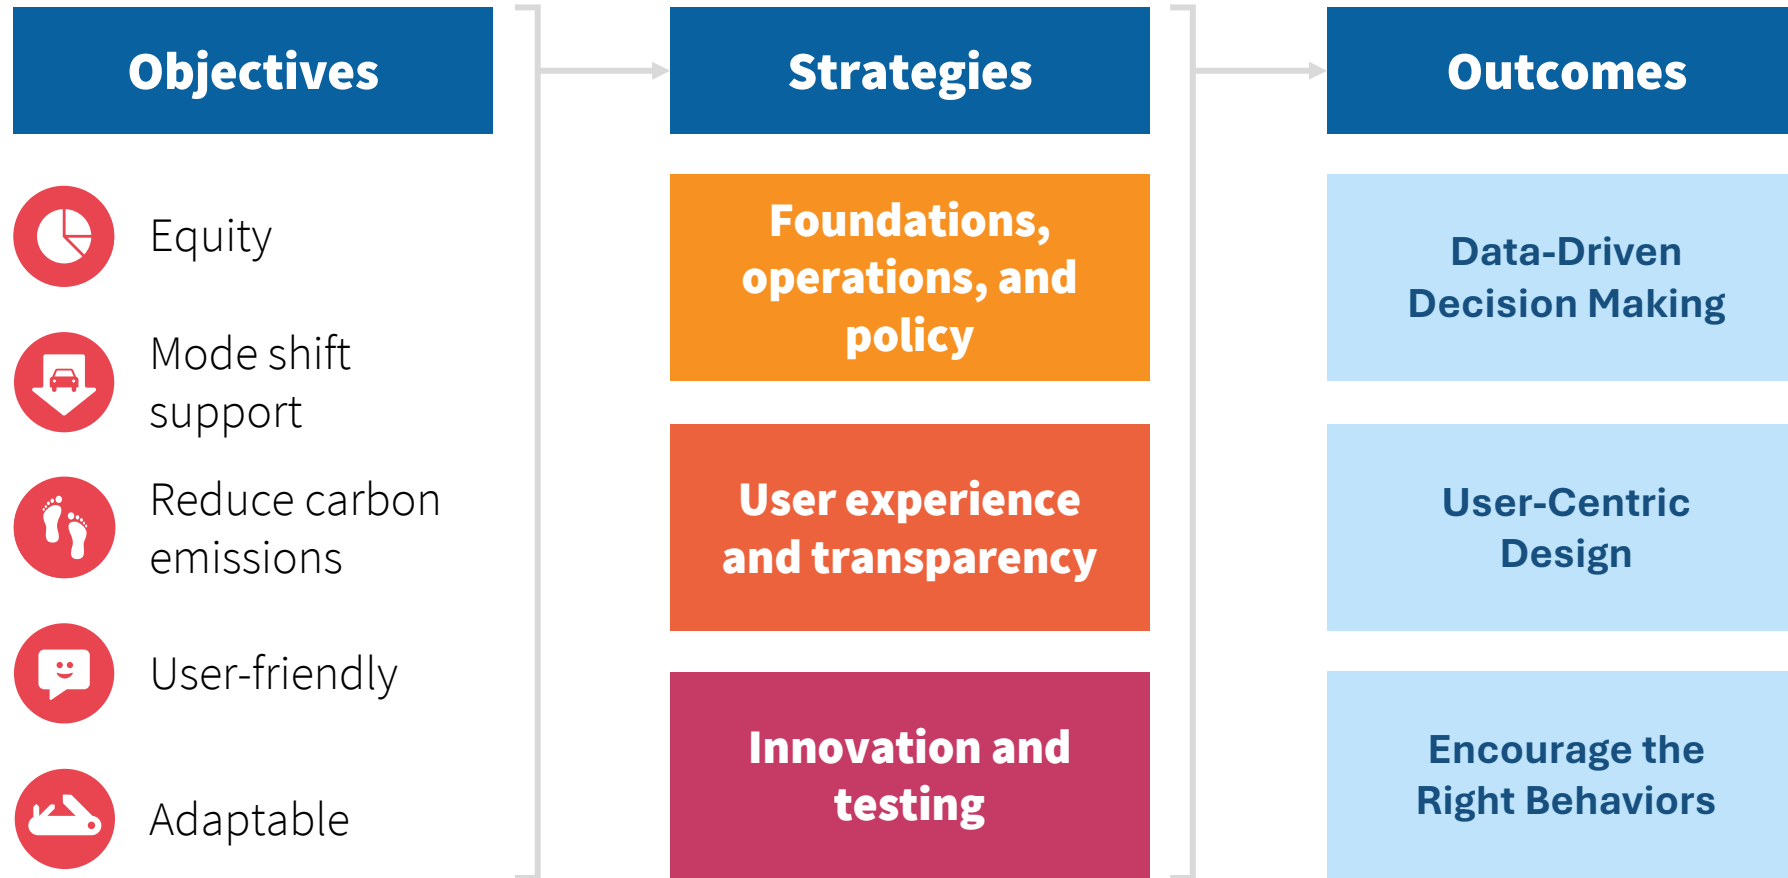 Objectives
Equity
Mode shift
support
Reduce carbon
emissions
User-friendly
Adaptable
Strategies
Foundations,
operations, and
policy
User experience
and transparency
Innovation and
testing
Outcomes
Data-Driven
Decision Making
User-Centric
Design
Encourage the
Right Behaviors